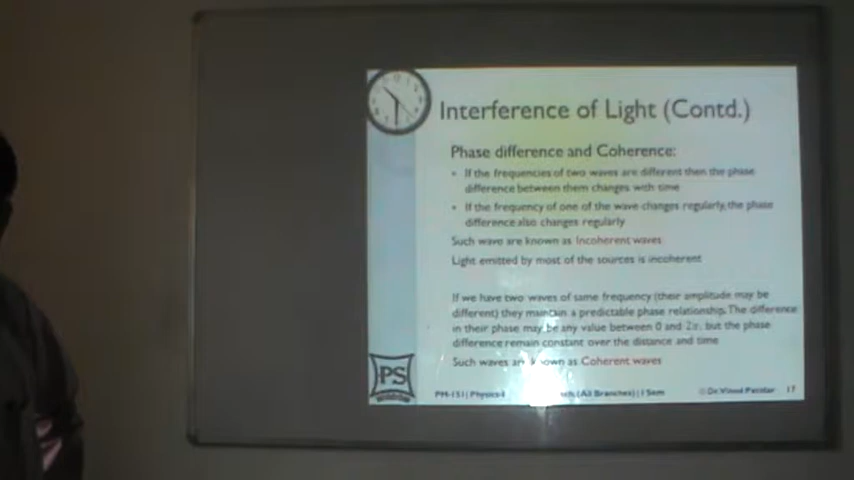 Interference of Light (Contd.)
Phase difference and Coherence:
If the frequencies of two waves are different then the phase
difference between them changes with time
If the frequency of one of the wave changes regularly, the phase
difference also changes regularly
Such wave are known as Incoherent waves
Light emitted by most of the sources is incoherent
If we have two waves of same frequency (their amplitude may be
different) they maintain a predictable phase relationship. The difference
in their phase may be any value between 0 and 2π, but the phase
difference remain constant over the distance and time
Such waves are known as Coherent waves
PS
PM-151 | Physics-I (All Branches) | I Sem 17